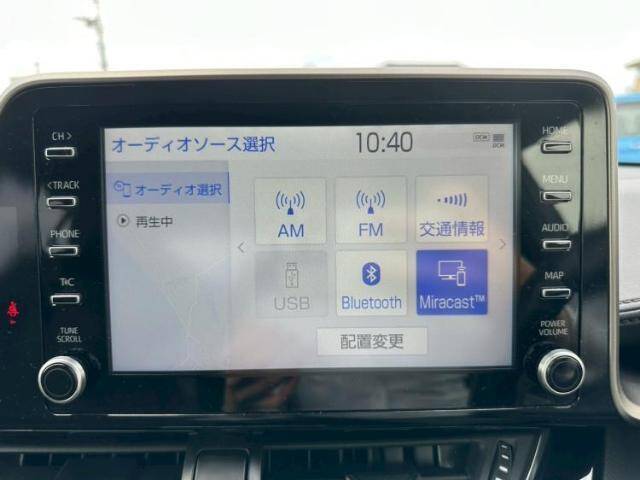 CH >
< TRACK
PHONE
T*C
TUNE
SCROLL
オーディオソース選択
10:40
DCM
オーディオ選択
再生中
AM
FM
交通情報
USB
Bluetooth
Miracast™
配置変更
HOME
MENU
AUDIO
MAP
POWER
VOLUME